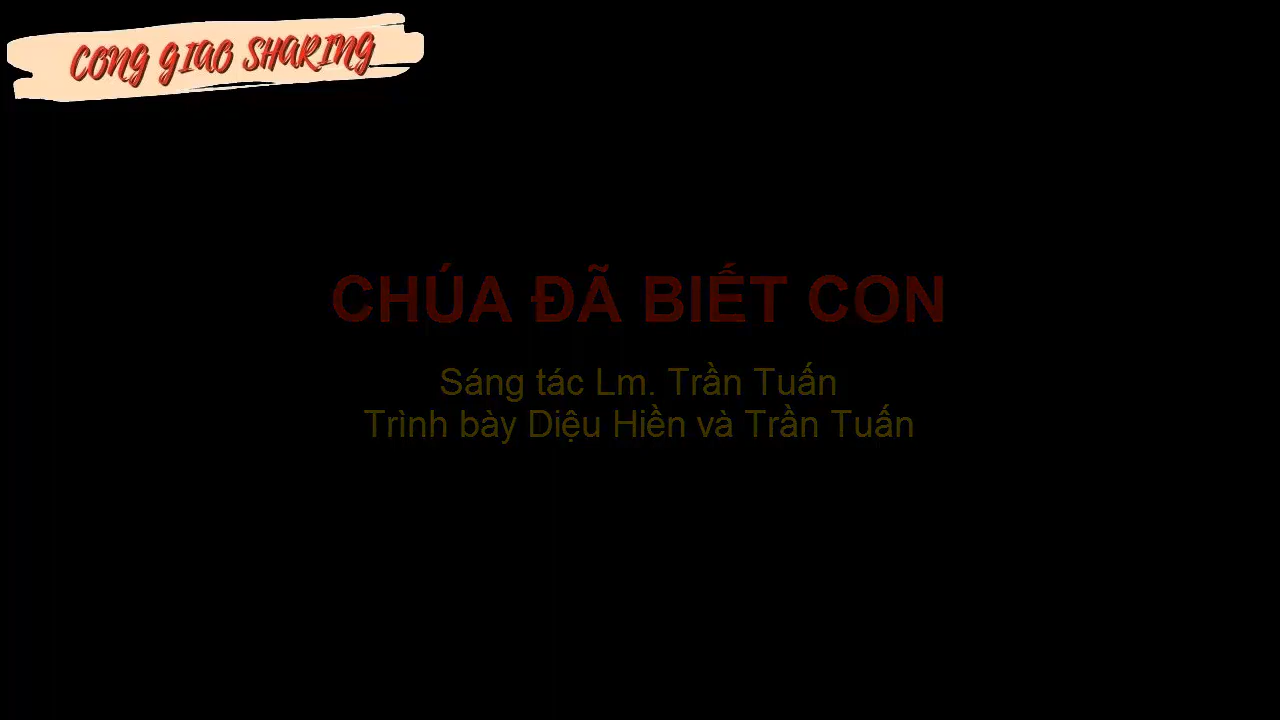 CONG GIAO SHARING
CHÚA ĐÃ BIẾT CON
Sáng tác Lm. Trần Tuấn
Trình bày Diệu Hiền và Trần Tuấn